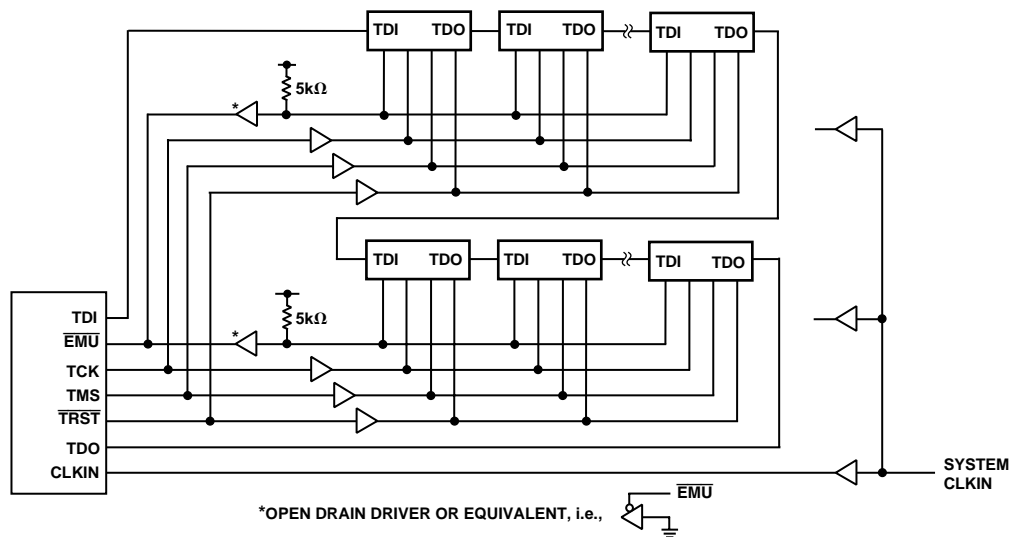 TDI TDO TDI TDO TDI TDO
5kΩ
*
TDI TDO TDI TDO TDI TDO
5kΩ
*
TDI
EMU
TCK
TMS
TRST
TDO
CLKIN
SYSTEM
CLKIN
EMU
*OPEN DRAIN DRIVER OR EQUIVALENT, i.e.,